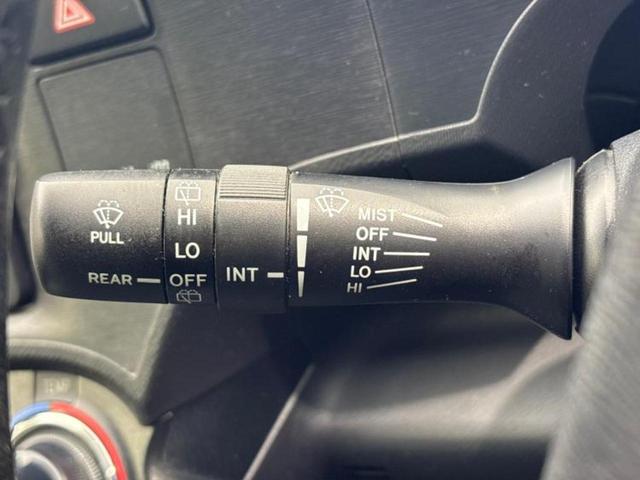 PULL
REAR
HI
LO
OFF
INT
MIST
OFF
INT
LO
HI